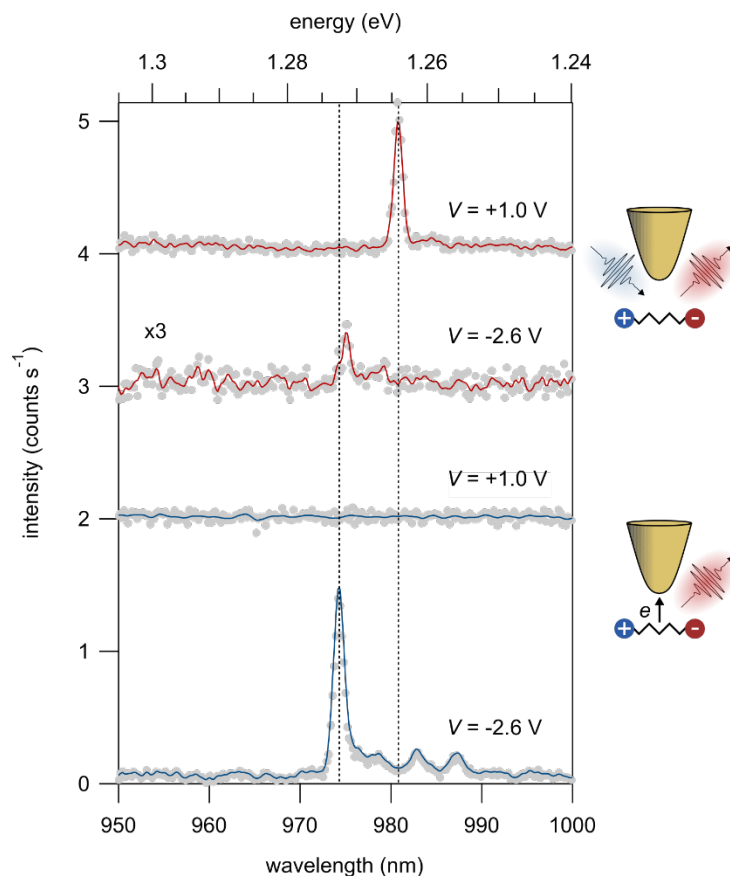 energy (eV)
1.3
1.28
1.26
1.24
5
V = +1.0 V
4
x3
V = -2.6 V
3
V = +1.0 V
2
1
V = -2.6 V
0
intensity (counts s⁻¹)
950
960
970
980
990
1000
wavelength (nm)
+
-
e
+
-